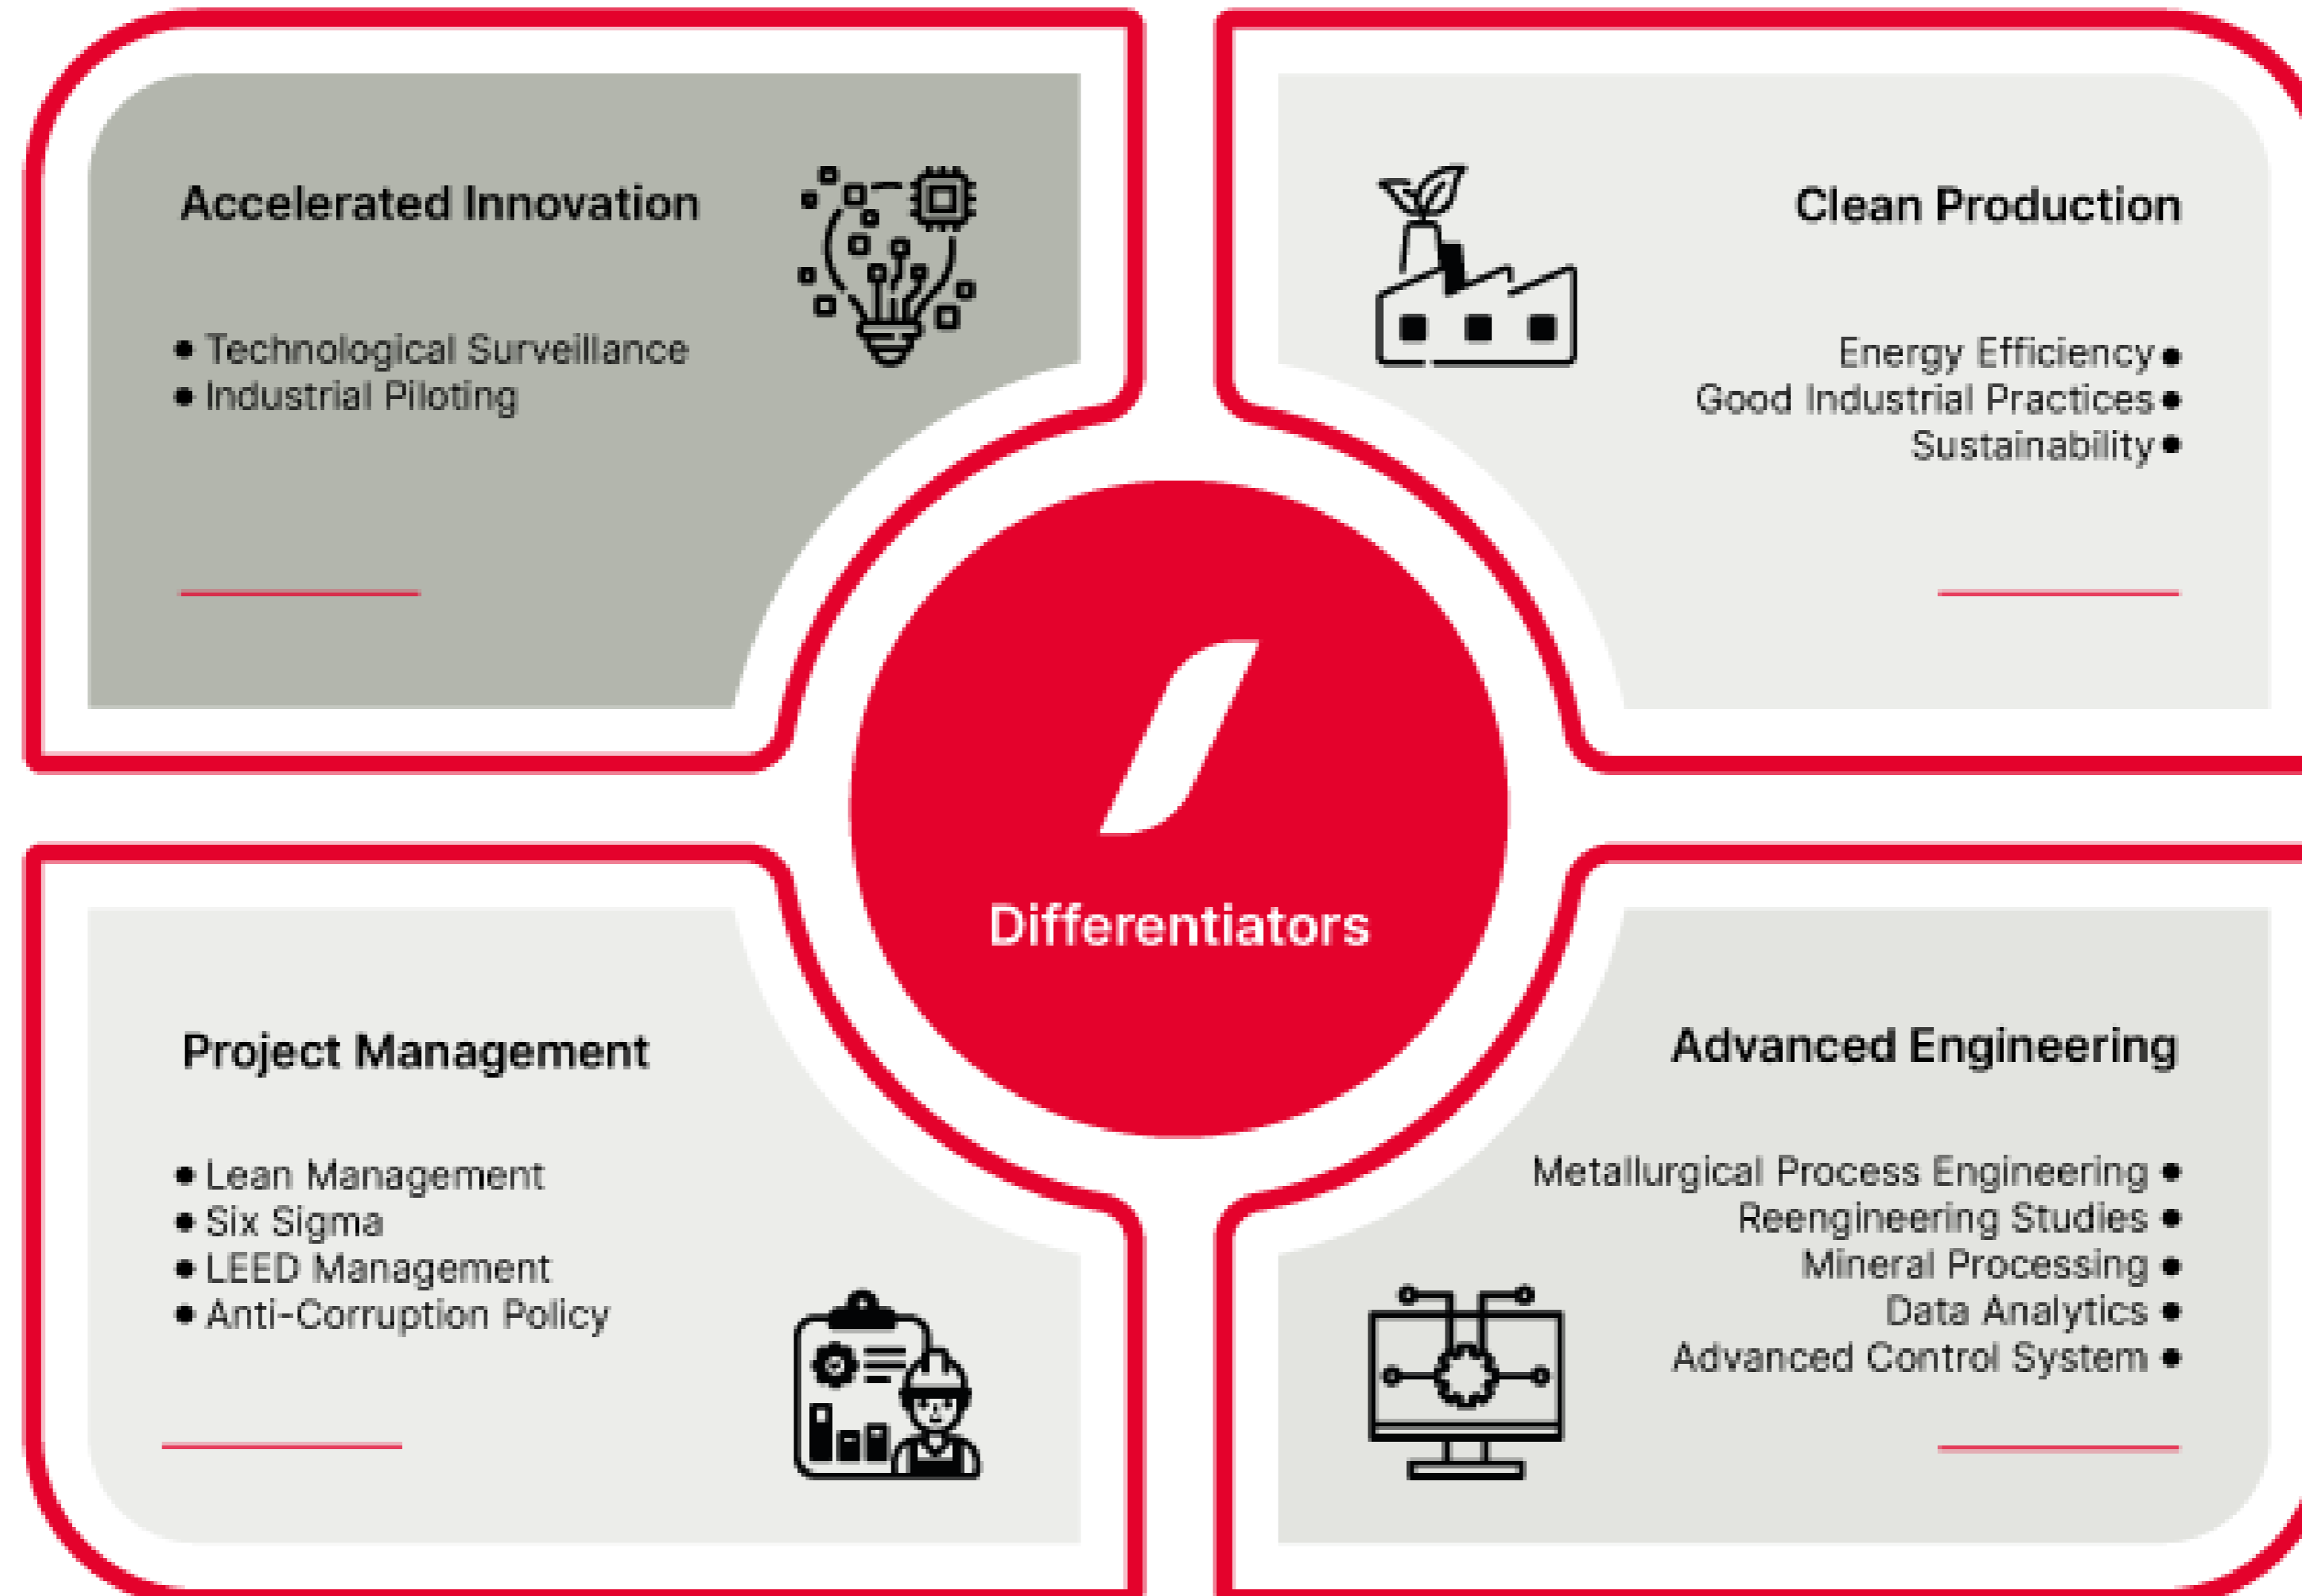 Accelerated Innovation
• Technological Surveillance
• Industrial Piloting
Clean Production
Energy Efficiency •
Good Industrial Practices •
Sustainability •
Differentiators
Project Management
• Lean Management
• Six Sigma
• LEED Management
• Anti-Corruption Policy
Advanced Engineering
Metallurgical Process Engineering •
Reengineering Studies •
Mineral Processing •
Data Analytics •
Advanced Control System •